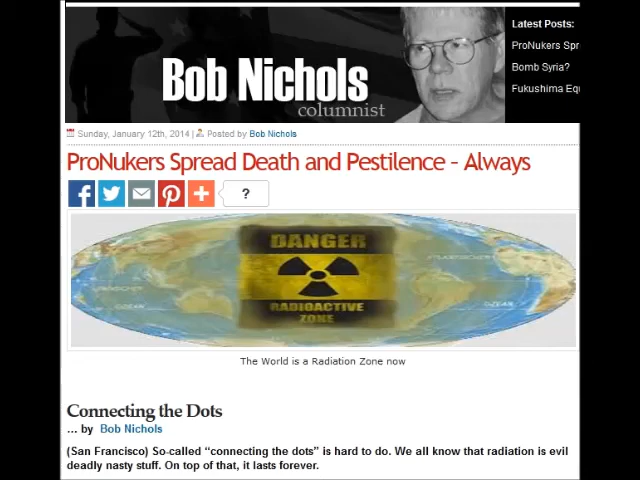 Latest Posts:
ProNukers Spr
Bomb Syria?
Fukushima Equ
Bob Nichols
columnist
Sunday, January 12th, 2014 | Posted by Bob Nichols
ProNukers Spread Death and Pestilence – Always
?
DANGER
RADIOACTIVE
ZONE
OCEAN
The World is a Radiation Zone now
Connecting the Dots
... by Bob Nichols
(San Francisco) So-called “connecting the dots” is hard to do. We all know that radiation is evil
deadly nasty stuff. On top of that, it lasts forever.